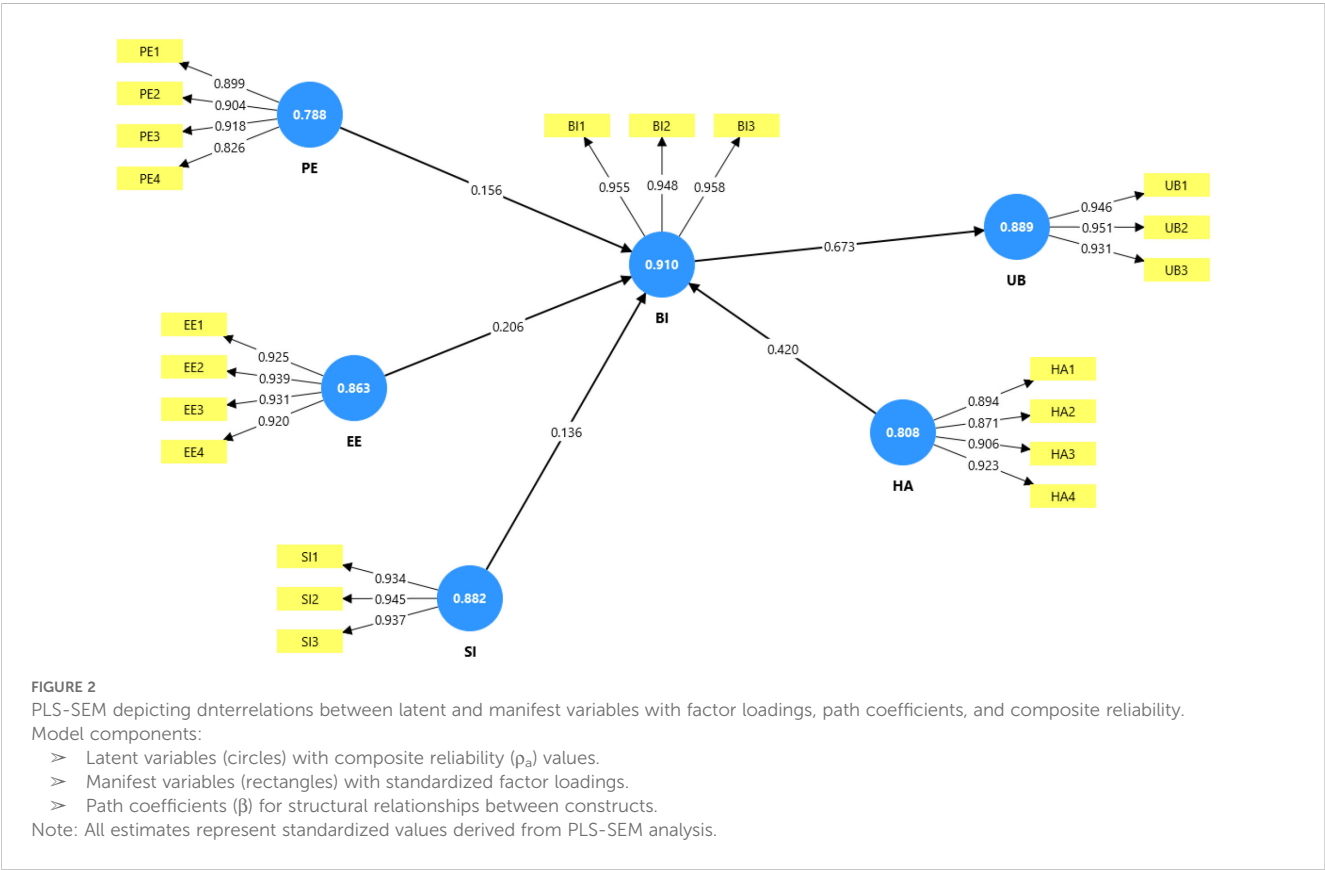 PE1
PE2
PE3
PE4
0.899
0.904
0.918
0.826
0.788
PE
0.156
BI1
BI2
BI3
0.955
0.948
0.958
0.910
BI
0.673
0.889
UB
0.946
0.951
0.931
UB1
UB2
UB3
EE1
EE2
EE3
EE4
0.925
0.939
0.931
0.920
0.863
EE
0.206
0.420
0.808
HA
0.894
0.871
0.906
0.923
HA1
HA2
HA3
HA4
0.136
SI1
SI2
SI3
0.934
0.945
0.937
0.882
SI
FIGURE 2
PLS-SEM depicting dnterrelations between latent and manifest variables with factor loadings, path coefficients, and composite reliability.
Model components:
➢ Latent variables (circles) with composite reliability (ρₐ) values.
➢ Manifest variables (rectangles) with standardized factor loadings.
➢ Path coefficients (β) for structural relationships between constructs.
Note: All estimates represent standardized values derived from PLS-SEM analysis.